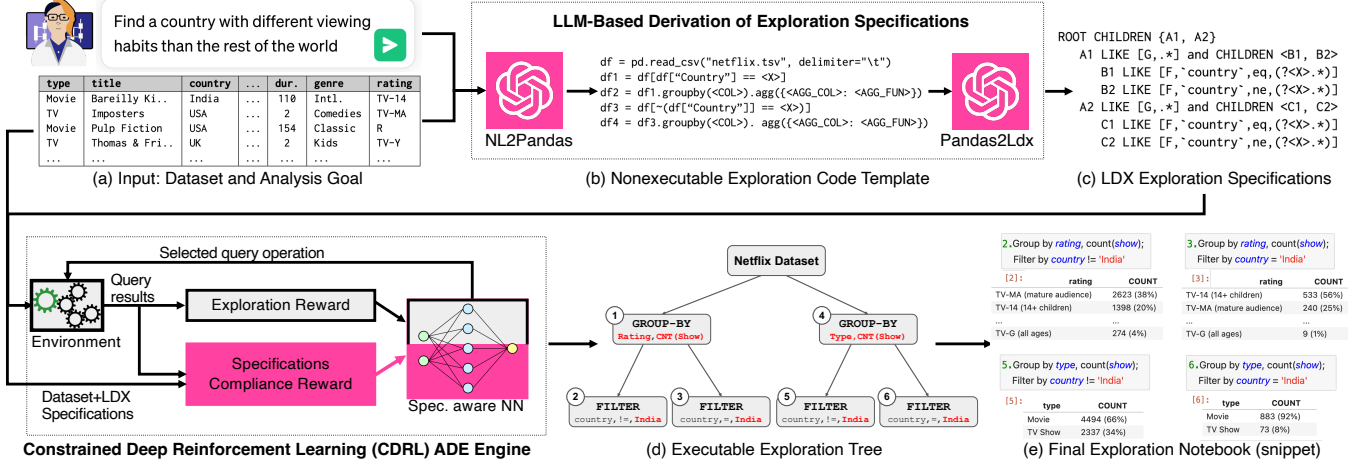 Find a country with different viewing
habits than the rest of the world
type title country ... dur. genre rating
Movie Bareilly Ki.. India ... 110 Intl. TV-14
TV Imposters USA ... 2 Comedies TV-MA
Movie Pulp Fiction USA ... 154 Classic R
TV Thomas & Fri.. UK ... 2 Kids TV-Y
... ... ... ... ... ...
(a) Input: Dataset and Analysis Goal
LLM-Based Derivation of Exploration Specifications
NL2Pandas
df = pd.read_csv("netflix.tsv", delimiter="\t")
df1 = df[df["Country"] == <X>]
df2 = df1.groupby(<COL>).agg({<AGG_COL>: <AGG_FUN>})
df3 = df[~(df["Country"]] == <X>)]
df4 = df3.groupby(<COL>). agg({<AGG_COL>: <AGG_FUN>})
Pandas2Ldx
(b) Nonexecutable Exploration Code Template
ROOT CHILDREN {A1, A2}
A1 LIKE [G,.*] and CHILDREN <B1, B2>
B1 LIKE [F,`country`,eq,(?<X>.*)]
B2 LIKE [F,`country`,ne,(?<X>.*)]
A2 LIKE [G,.*] and CHILDREN <C1, C2>
C1 LIKE [F,`country`,eq,(?<X>.*)]
C2 LIKE [F,`country`,ne,(?<X>.*)]
(c) LDX Exploration Specifications
Selected query operation
Environment
Query
results
Exploration Reward
Specifications
Compliance Reward
Dataset+LDX
Specifications
Spec. aware NN
Constrained Deep Reinforcement Learning (CDRL) ADE Engine
Netflix Dataset
1
GROUP-BY
Rating,CNT(Show)
4
GROUP-BY
Type,CNT(Show)
2
FILTER
country,!=,India
3
FILTER
country,=,India
5
FILTER
country,!=,India
6
FILTER
country,=,India
(d) Executable Exploration Tree
2.Group by rating, count(show);
Filter by country != 'India'
[2]:
rating COUNT
TV-MA (mature audience) 2623 (38%)
TV-14 (14+ children) 1398 (20%)
... ...
TV-G (all ages) 274 (4%)
3.Group by rating, count(show);
Filter by country = 'India'
[3]:
rating COUNT
TV-14 (14+ children) 533 (56%)
TV-MA (mature audience) 240 (25%)
... ...
TV-G (all ages) 9 (1%)
5.Group by type, count(show);
Filter by country != 'India'
[5]:
type COUNT
Movie 4494 (66%)
TV Show 2337 (34%)
6.Group by type, count(show);
Filter by country = 'India'
[6]:
type COUNT
Movie 883 (92%)
TV Show 73 (8%)
(e) Final Exploration Notebook (snippet)